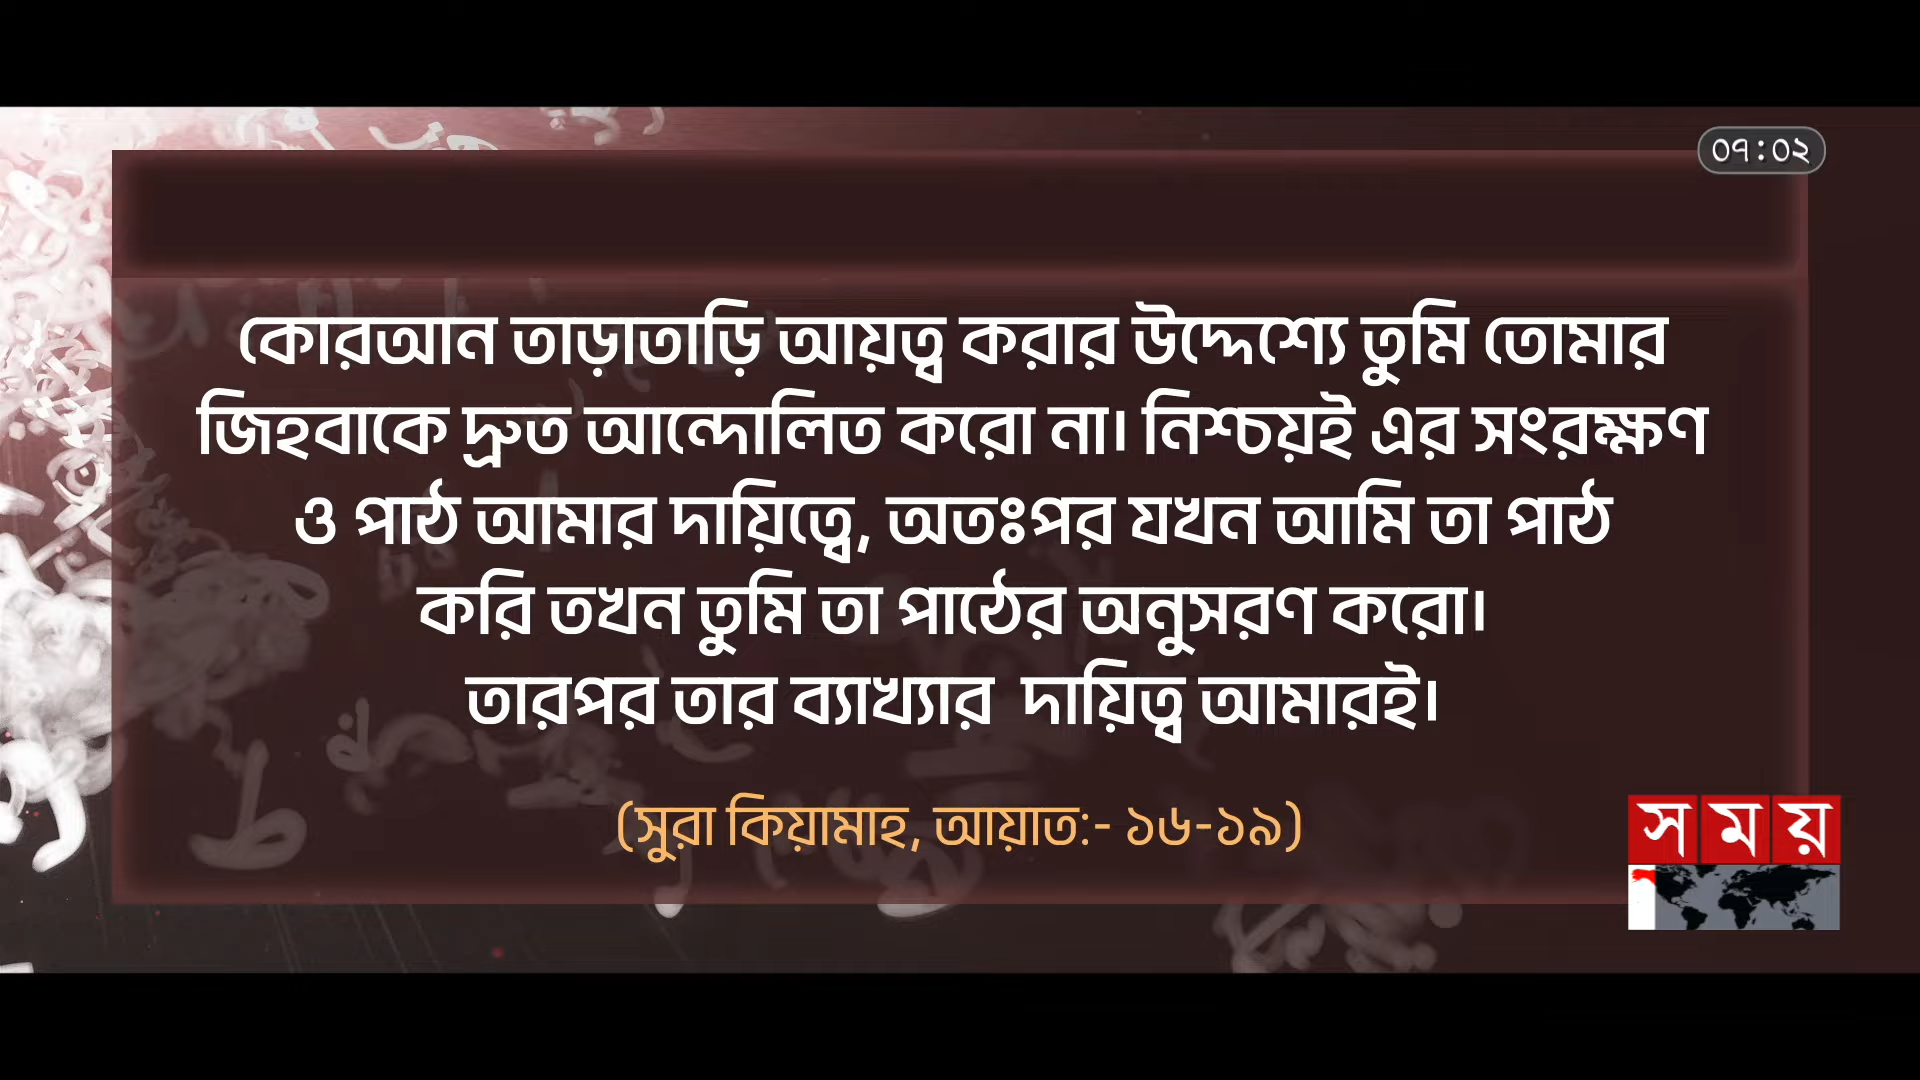 ০৭:০২
কোরআন তাড়াতাড়ি আয়ত্ব করার উদ্দেশ্যে তুমি তোমার
জিহবাকে দ্রুত আন্দোলিত করো না। নিশ্চয়ই এর সংরক্ষণ
ও পাঠ আমার দায়িত্বে, অতঃপর যখন আমি তা পাঠ
করি তখন তুমি তা পাঠের অনুসরণ করো।
তারপর তার ব্যাখ্যার দায়িত্ব আমারই।
(সুরা কিয়ামাহ, আয়াত:- ১৬-১৯)
সময়